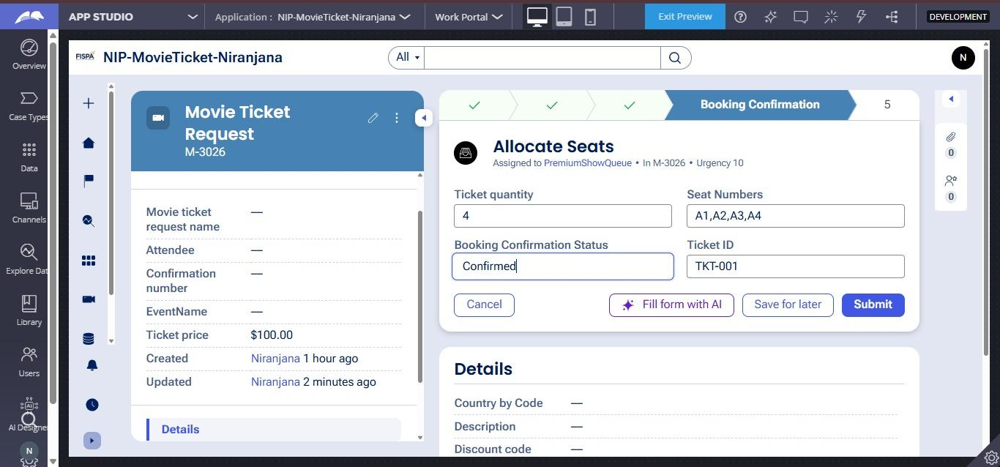 APP STUDIO
Application : NIP-MovieTicket-Niranjana
Work Portal
Exit Preview
DEVELOPMENT
Overview
Case Types
Data
Channels
Explore Dat
Library
Users
AI Designe
N
FISPA
NIP-MovieTicket-Niranjana
All
N
Movie Ticket
Request
M-3026
Movie ticket
request name
––
Attendee
––
Confirmation
number
––
EventName
––
Ticket price
$100.00
Created
Niranjana 1 hour ago
Updated
Niranjana 2 minutes ago
Details
Booking Confirmation
5
Allocate Seats
Assigned to PremiumShowQueue • In M-3026 • Urgency 10
Ticket quantity
4
Seat Numbers
A1,A2,A3,A4
Booking Confirmation Status
Confirmed
Ticket ID
TKT-001
Cancel
Fill form with AI
Save for later
Submit
Details
Country by Code
––
Description
––
Discount code
––
0
0